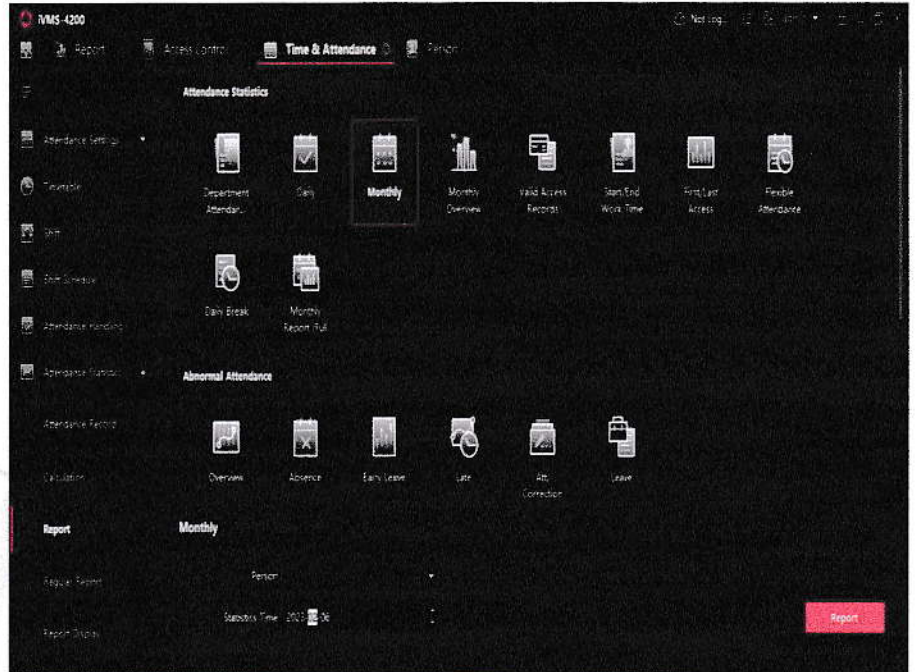 iVMS-4200
Not Log...
Report
Access Control
Time & Attendance
Person
Attendance Statistics
Attendance Settings
Department
Attendan...
Daily
Monthly
Monthly
Overview
Valid Access
Records
Start/End
Work Time
First/Last
Access
Flexible
Attendance
Timetable
Shift
Shift Schedule
Daily Break
Monthly
Attendance Handling
Attendance Statistics
Abnormal Attendance
Attendance Record
Calculation
Overview
Absence
Early Leave
Late
Att.
Correction
Leave
Report
Monthly
Regular Report
Person
Statistics Time
Report
Report Display